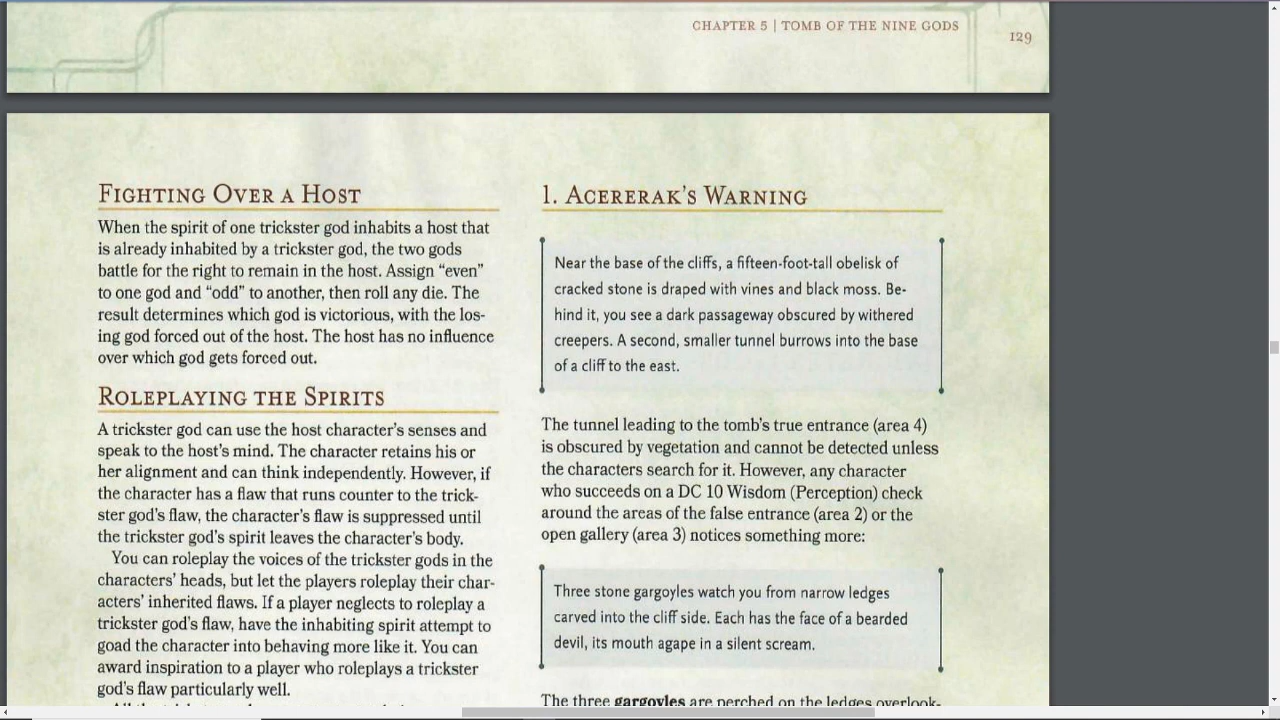 CHAPTER 5 | TOMB OF THE NINE GODS
129
FIGHTING OVER A HOST
When the spirit of one trickster god inhabits a host that
is already inhabited by a trickster god, the two gods
battle for the right to remain in the host. Assign “even”
to one god and “odd” to another, then roll any die. The
result determines which god is victorious, with the los-
ing god forced out of the host. The host has no influence
over which god gets forced out.
ROLEPLAYING THE SPIRITS
A trickster god can use the host character's senses and
speak to the host's mind. The character retains his or
her alignment and can think independently. However, if
the character has a flaw that runs counter to the trick-
ster god's flaw, the character's flaw is suppressed until
the trickster god's spirit leaves the character's body.
You can roleplay the voices of the trickster gods in the
characters' heads, but let the players roleplay their char-
acters' inherited flaws. If a player neglects to roleplay a
trickster god's flaw, have the inhabiting spirit attempt to
goad the character into behaving more like it. You can
award inspiration to a player who roleplays a trickster
god's flaw particularly well.
1. ACERERAK'S WARNING
Near the base of the cliffs, a fifteen-foot-tall obelisk of
cracked stone is draped with vines and black moss. Be-
hind it, you see a dark passageway obscured by withered
creepers. A second, smaller tunnel burrows into the base
of a cliff to the east.
The tunnel leading to the tomb's true entrance (area 4)
is obscured by vegetation and cannot be detected unless
the characters search for it. However, any character
who succeeds on a DC 10 Wisdom (Perception) check
around the areas of the false entrance (area 2) or the
open gallery (area 3) notices something more:
Three stone gargoyles watch you from narrow ledges
carved into the cliff side. Each has the face of a bearded
devil, its mouth agape in a silent scream.
The three gargoyles are perched on the ledges overlook-